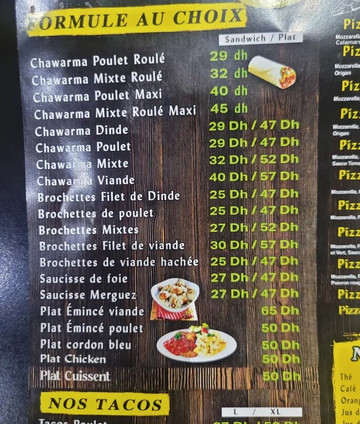 FORMULE AU CHOIX
Sandwich / Plat
Chawarma Poulet Roulé 29 dh
Chawarma Mixte Roulé 32 dh
Chawarma Poulet Maxi 40 dh
Chawarma Mixte Roulé Maxi 45 dh
Chawarma Dinde 29 Dh / 47 Dh
Chawarma Poulet 29 Dh / 47 Dh
Chawarma Mixte 32 Dh / 52 Dh
Chawarma Viande 40 Dh / 57 Dh
Brochettes Filet de Dinde 25 Dh / 47 Dh
Brochettes de poulet 25 Dh / 47 Dh
Brochettes Mixtes 27 Dh / 52 Dh
Brochettes Filet de viande 30 Dh / 57 Dh
Brochettes de viande hachée 25 Dh / 47 Dh
Saucisse de foie 27 Dh / 47 Dh
Saucisse Merguez 27 Dh / 47 Dh
Plat Émincé viande 65 Dh
Plat Émincé poulet 50 Dh
Plat cordon bleu 50 Dh
Plat Chicken 50 Dh
Plat Cuissent 50 Dh
NOS TACOS
L / XL
Tacos Poulet
Thé
Café